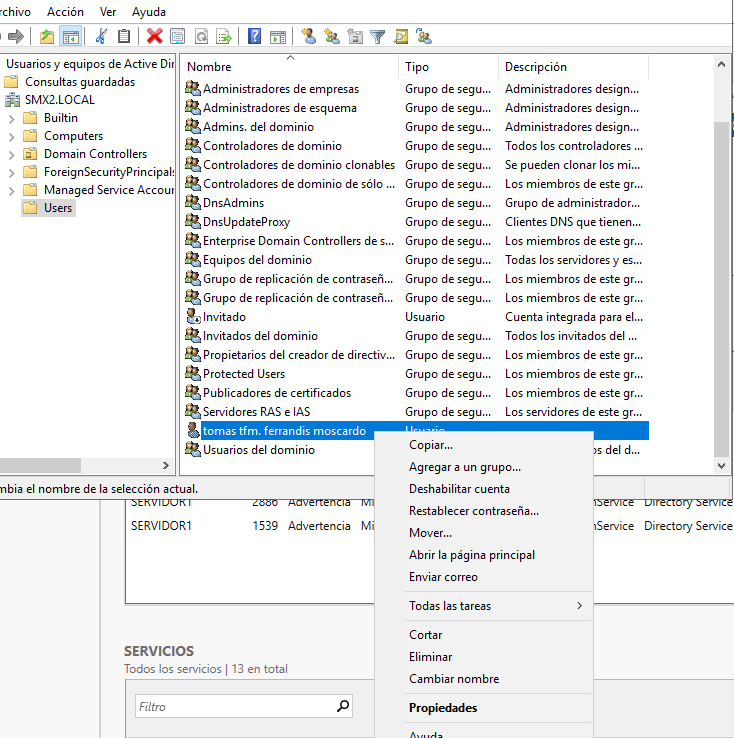 rchivo Acción Ver Ayuda
Usuarios y equipos de Active Dir
Consultas guardadas
SMX2.LOCAL
Builtin
Computers
Domain Controllers
ForeignSecurityPrincipals
Managed Service Accour
Users
Nombre Tipo Descripción
Administradores de empresas Grupo de segu... Administradores design...
Administradores de esquema Grupo de segu... Administradores design...
Admins. del dominio Grupo de segu... Administradores design...
Controladores de dominio Grupo de segu... Todos los controladores ...
Controladores de dominio clonables Grupo de segu... Se pueden clonar los mi...
Controladores de dominio de sólo ... Grupo de segu... Los miembros de este gr...
DnsAdmins Grupo de segu... Grupo de administrador...
DnsUpdateProxy Grupo de segu... Clientes DNS que tienen...
Enterprise Domain Controllers de s... Grupo de segu... Los miembros de este gr...
Equipos del dominio Grupo de segu... Todas los servidores y es...
Grupo de replicación de contraseñ... Grupo de segu... Los miembros de este gr...
Grupo de replicación de contraseñ... Grupo de segu... Los miembros de este gr...
Invitado Usuario Cuenta integrada para el...
Invitados del dominio Grupo de segu... Todos los invitados del ...
Propietarios del creador de directiv... Grupo de segu... Los miembros de este gr...
Protected Users Grupo de segu... Los miembros de este gr...
Publicadores de certificados Grupo de segu... Los miembros de este gr...
Servidores RAS e IAS Grupo de segu... Los servidores de este gr...
tomas tfm. ferrandis moscardo Usuario
Usuarios del dominio os del d...
Copiar...
Agregar a un grupo...
Deshabilitar cuenta
Restablecer contraseña...
Mover...
Abrir la página principal
Enviar correo
Todas las tareas
Cortar
Eliminar
Cambiar nombre
Propiedades
Ayuda
mbia el nombre de la selección actual.
SERVIDOR1 2886 Advertencia Mi nService Directory Service
SERVIDOR1 1539 Advertencia Mi nService Directory Service
SERVICIOS
Todos los servicios | 13 en total
Filtro